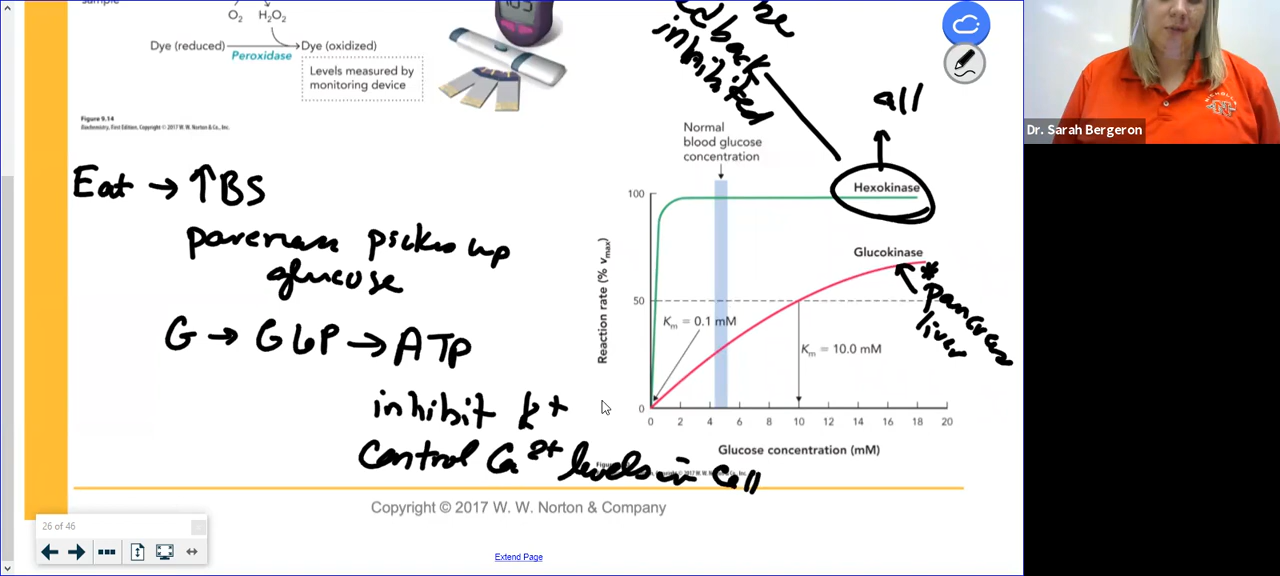 sample
O₂ H₂O₂
Dye (reduced) Dye (oxidized)
Peroxidase
Levels measured by
monitoring device
Figure 9.14
Biochemistry, First Edition, Copyright © 2017 W. W. Norton & Co., Inc.
back
inhibited
all
Dr. Sarah Bergeron
Eat → ↑BS
pancreas picks up
glucose
G → G6P → ATP
inhibit K+
control Ca2+ levels in cell
Normal
blood glucose
concentration
100
Hexokinase
Glucokinase
* pancreas
liver
Reaction rate (% vmax)
50
Km = 0.1 mM
Km = 10.0 mM
0
0 2 4 6 8 10 12 14 16 18 20
Glucose concentration (mM)
Copyright © 2017 W. W. Norton & Company
26 of 46
Extend Page